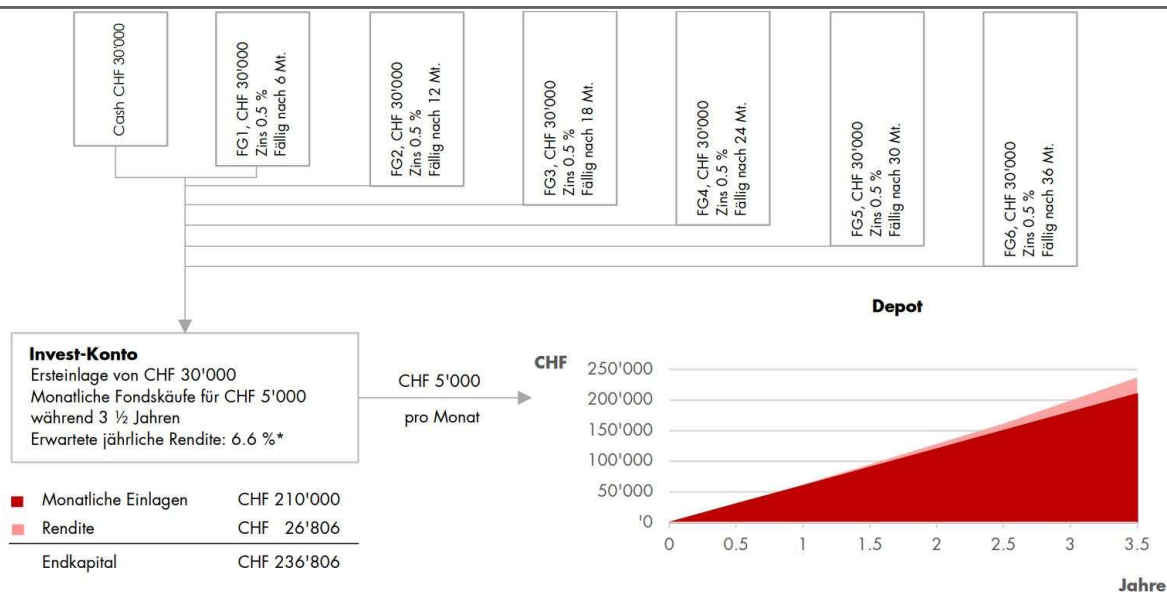 Cash CHF 30'000
FG1, CHF 30'000
Zins 0.5 %
Fällig nach 6 Mt.
FG2, CHF 30'000
Zins 0.5 %
Fällig nach 12 Mt.
FG3, CHF 30'000
Zins 0.5 %
Fällig nach 18 Mt.
FG4, CHF 30'000
Zins 0.5 %
Fällig nach 24 Mt.
FG5, CHF 30'000
Zins 0.5 %
Fällig nach 30 Mt.
FG6, CHF 30'000
Zins 0.5 %
Fällig nach 36 Mt.
Invest-Konto
Ersteinlage von CHF 30'000
Monatliche Fondskäufe für CHF 5'000
während 3 ½ Jahren
Erwartete jährliche Rendite: 6.6 %*
CHF 5'000
pro Monat
Monatliche Einlagen CHF 210'000
Rendite CHF 26'806
Endkapital CHF 236'806
Depot
CHF
250'000
200'000
150'000
100'000
50'000
'0
0 0.5 1 1.5 2 2.5 3 3.5
Jahre